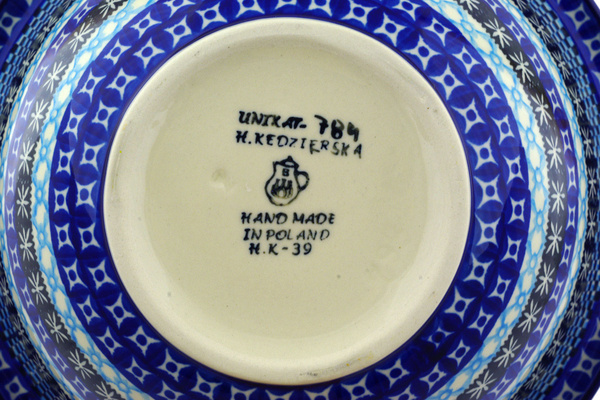 UNIKAT-784
H.KEDZIERSKA
B
HAND MADE
IN POLAND
H.K-39